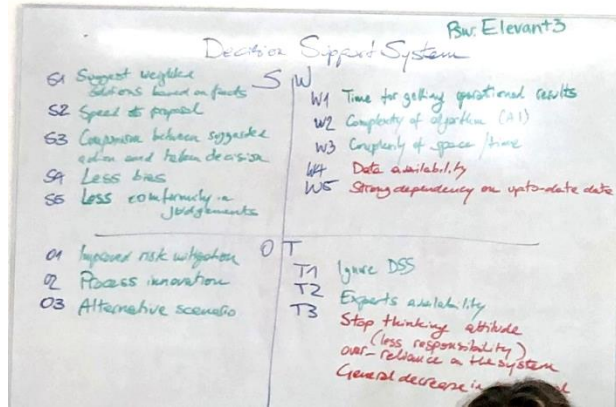 Psw: Elevant3
Decision Support System
S W
S1 Suggest weighted
solutions based on facts
S2 Speed of proposal
S3 Comparison between suggested
action and taken decision
S4 Less bias
S5 Less conformity in
judgements
W1 Time for getting operational results
W2 Complexity of algorithm (AI)
W3 Complexity of space/time
W4 Data availability
W5 Strong dependency on up-to-date data
O T
O1 Improved risk mitigation
O2 Process innovation
O3 Alternative scenario
T1 Ignore DSS
T2 Experts availability
T3 Stop thinking attitude
(less responsibility)
over-reliance on the system
General decrease in